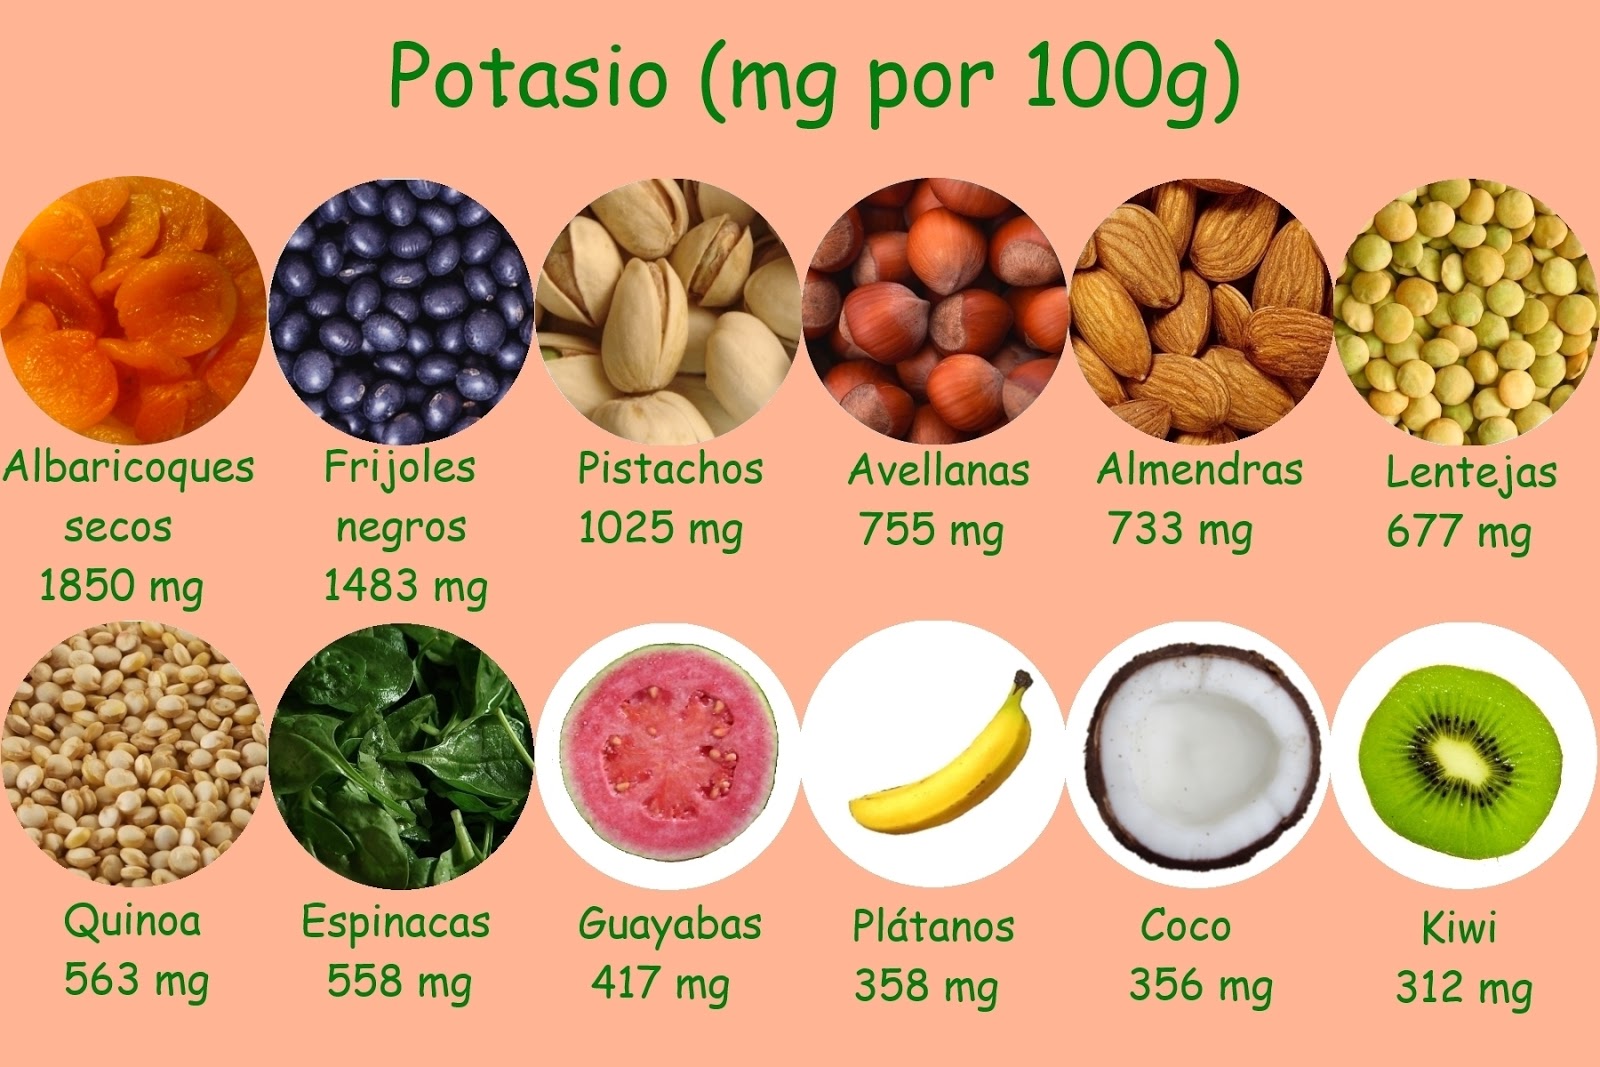 Potasio (mg por 100g)
Albaricoques
secos
1850 mg
Frijoles
negros
1483 mg
Pistachos
1025 mg
Avellanas
755 mg
Almendras
733 mg
Lentejas
677 mg
Quinoa
563 mg
Espinacas
558 mg
Guayabas
417 mg
Plátanos
358 mg
Coco
356 mg
Kiwi
312 mg